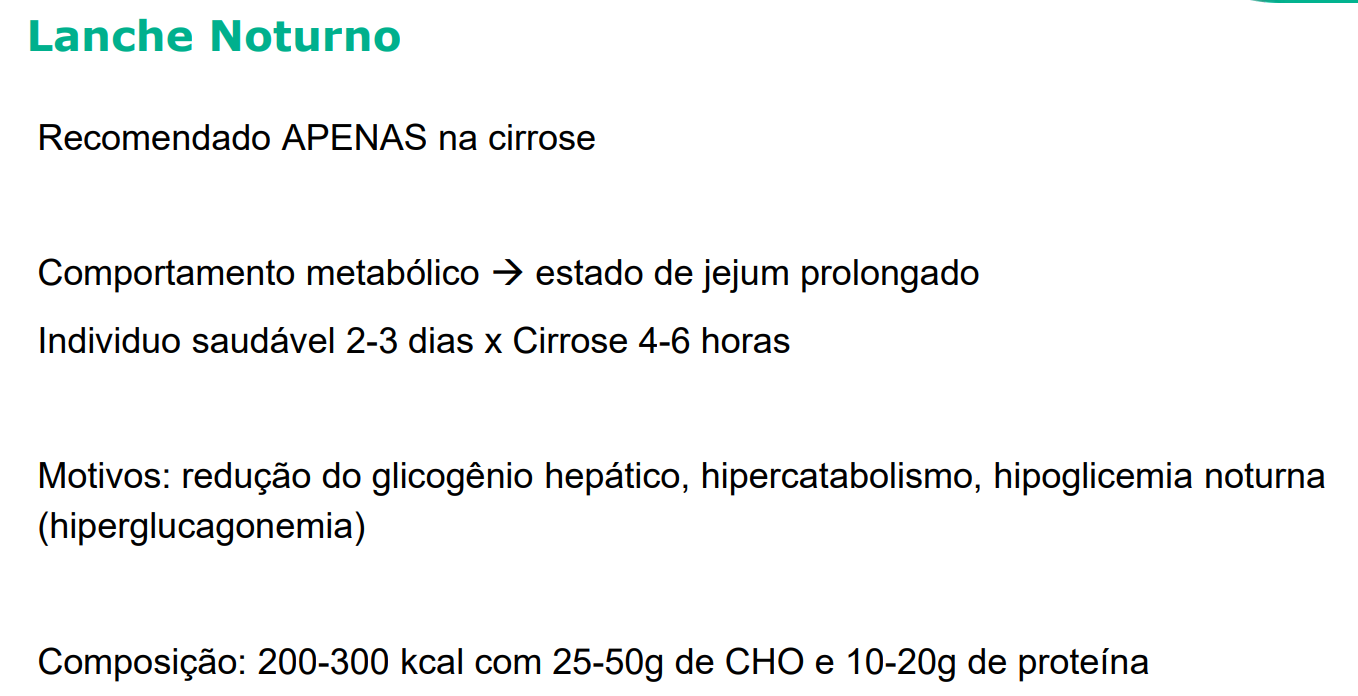 Lanche Noturno
Recomendado APENAS na cirrose
Comportamento metabólico → estado de jejum prolongado
Individuo saudável 2-3 dias x Cirrose 4-6 horas
Motivos: redução do glicogênio hepático, hipercatabolismo, hipoglicemia noturna
(hiperglucagonemia)
Composição: 200-300 kcal com 25-50g de CHO e 10-20g de proteína